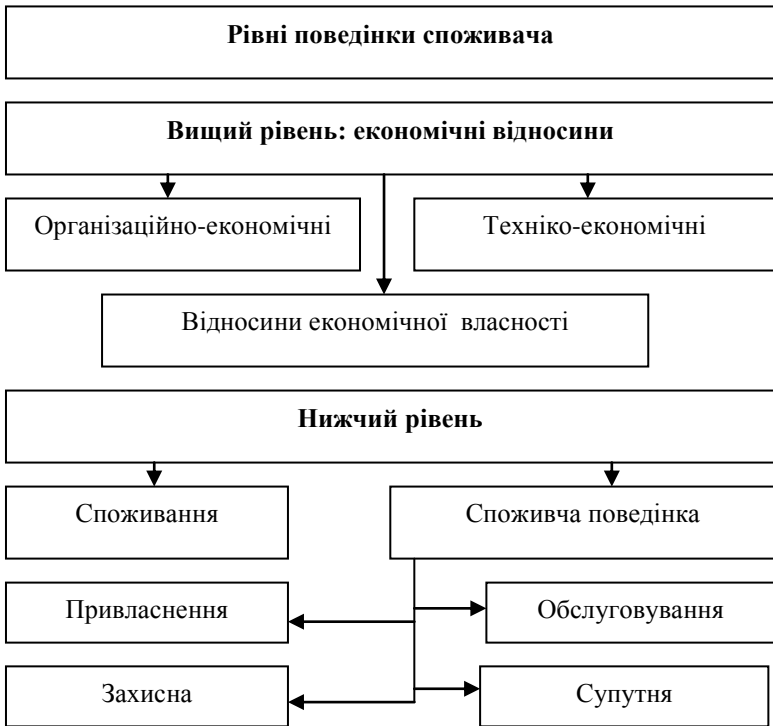 Рівні поведінки споживача
Вищий рівень: економічні відносини
Організаційно-економічні
Техніко-економічні
Відносини економічної власності
Нижчий рівень
Споживання
Споживча поведінка
Привласнення
Обслуговування
Захисна
Супутня